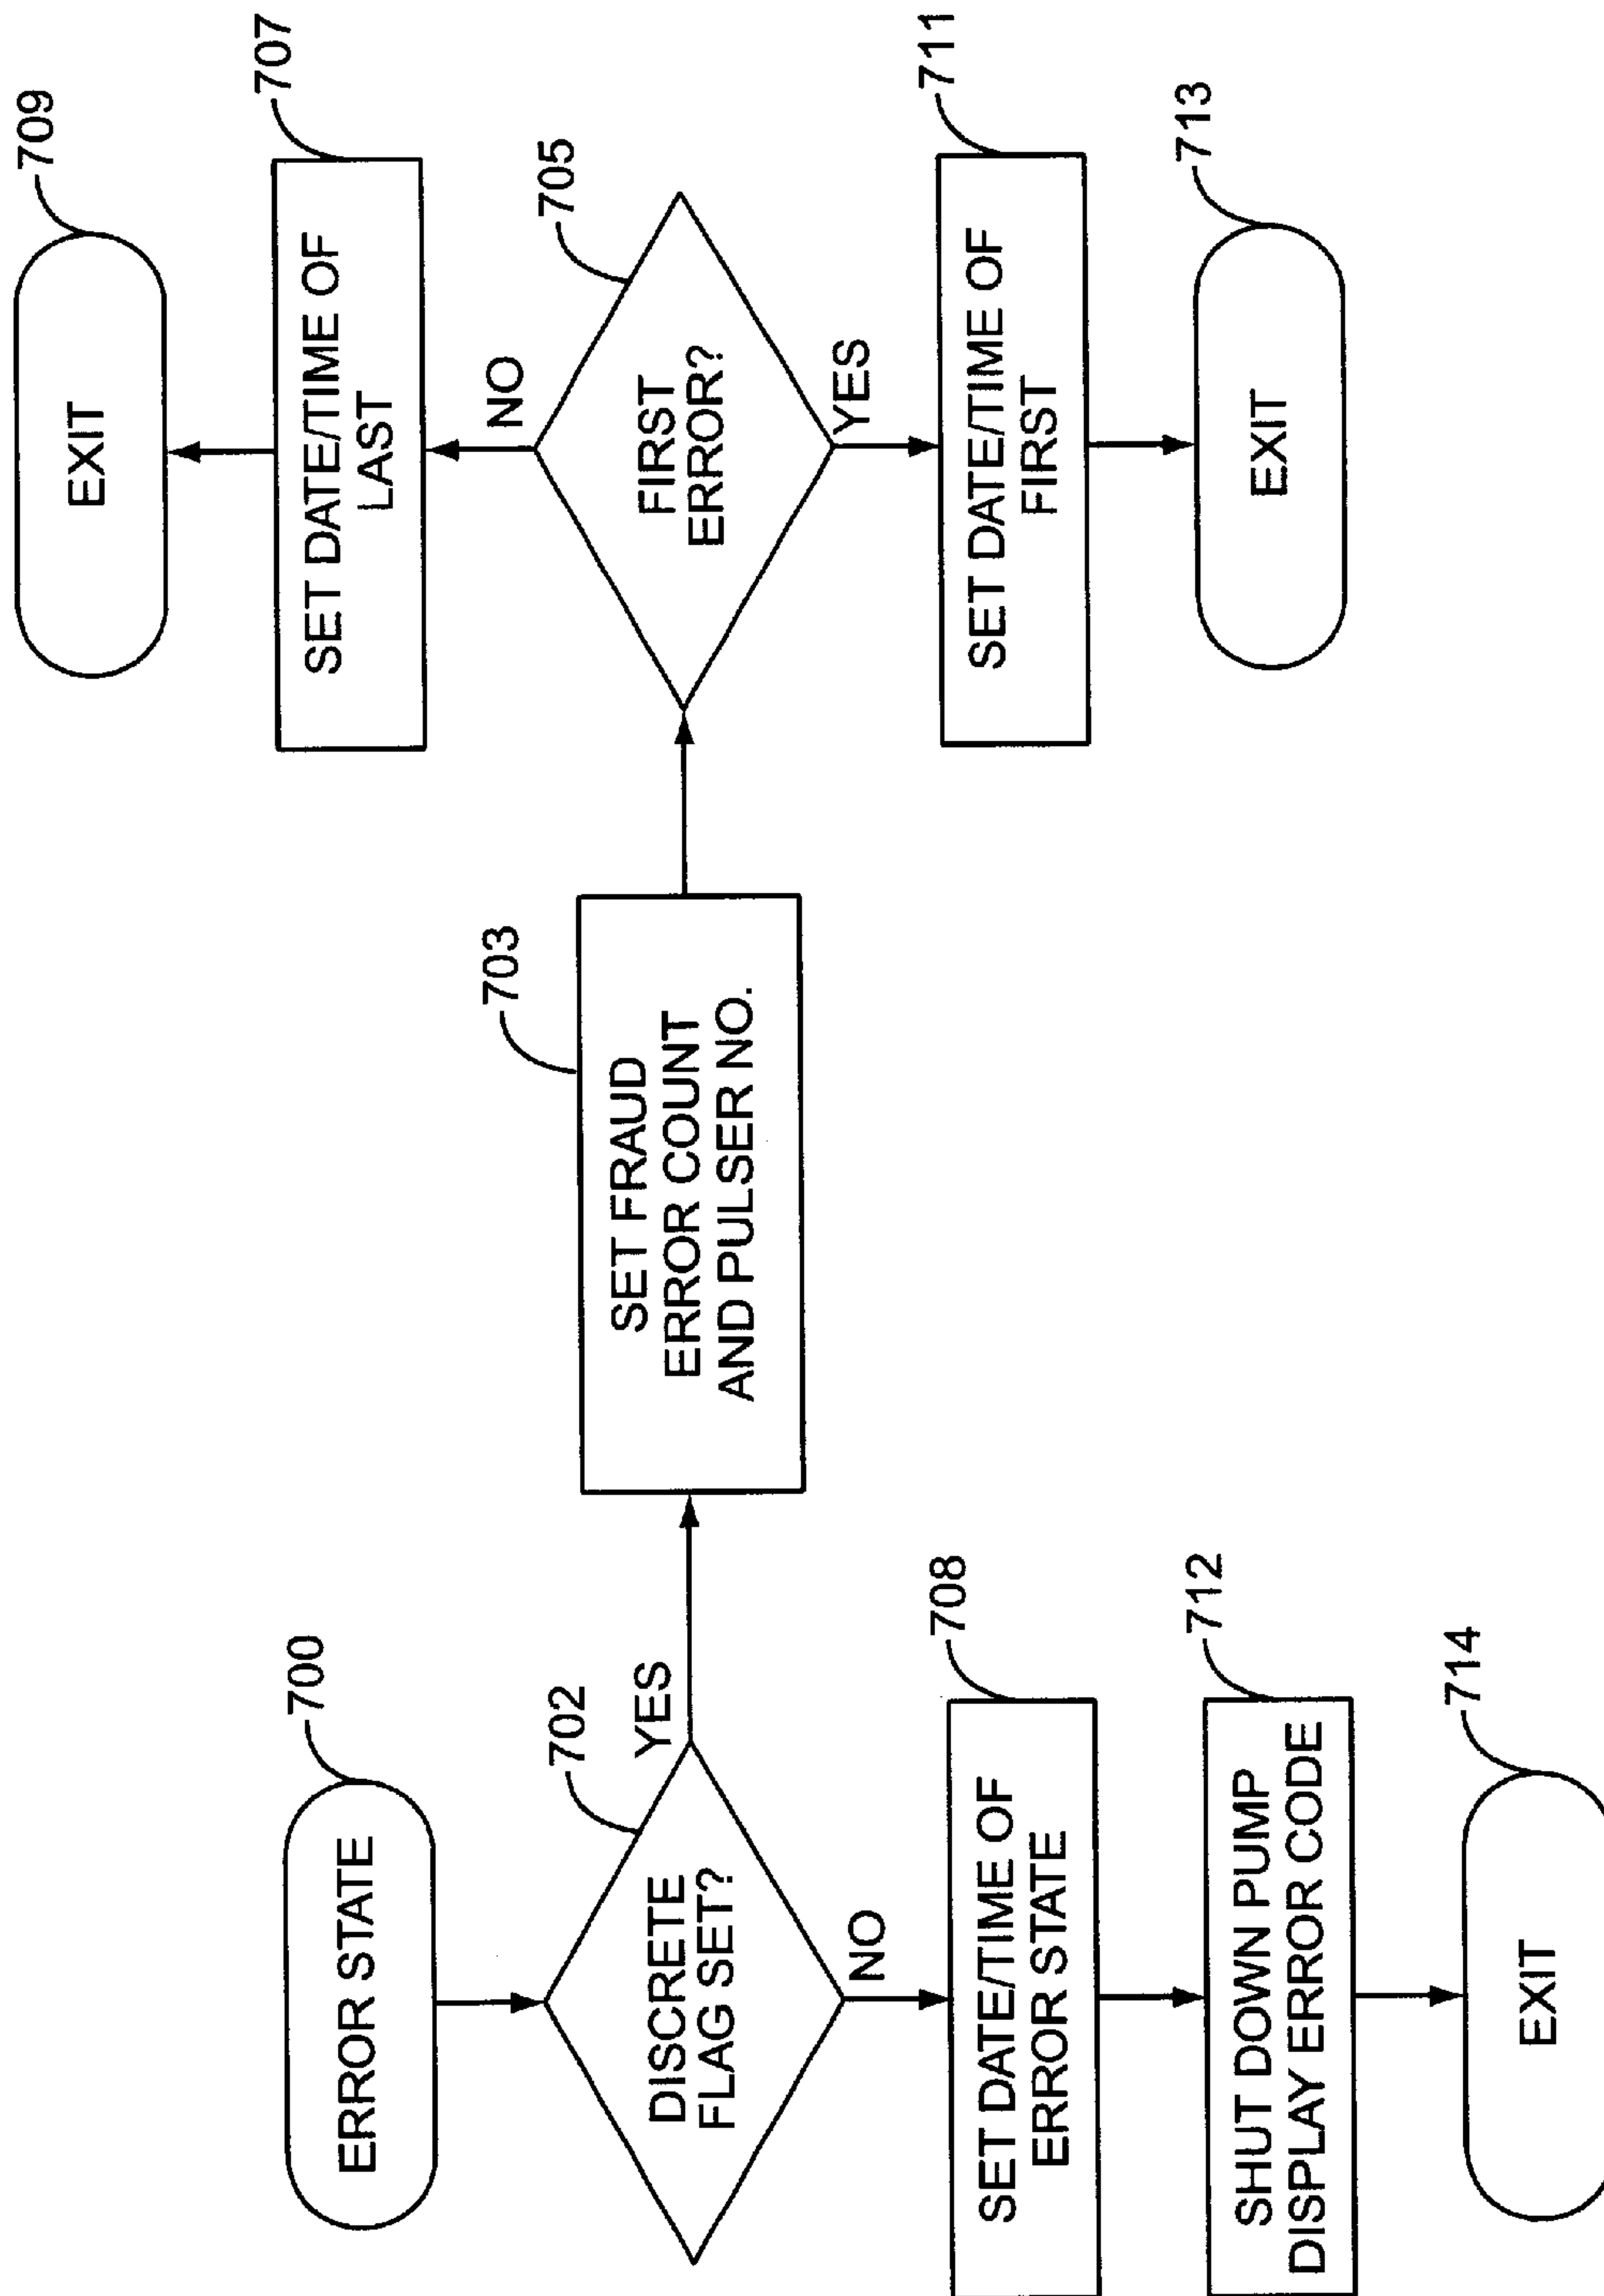 700
ERROR STATE
702
DISCRETE
FLAG SET?
YES
NO
708
SET DATE/TIME OF
ERROR STATE
712
SHUT DOWN PUMP
DISPLAY ERROR CODE
714
EXIT
703
SET FRAUD
ERROR COUNT
AND PULSER NO.
705
FIRST
ERROR?
NO
707
SET DATE/TIME OF
LAST
709
EXIT
YES
711
SET DATE/TIME OF
FIRST
713
EXIT